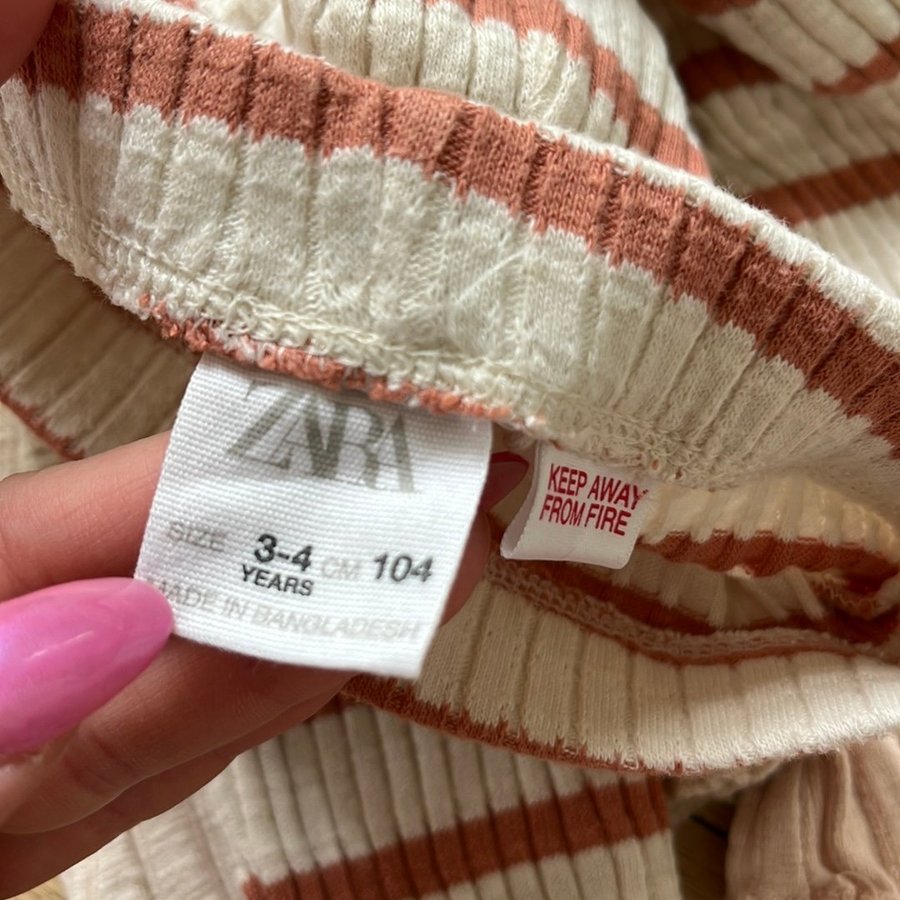 ZARA
SIZE 3-4 CM 104
YEARS
MADE IN BANGLADESH
KEEP AWAY
FROM FIRE